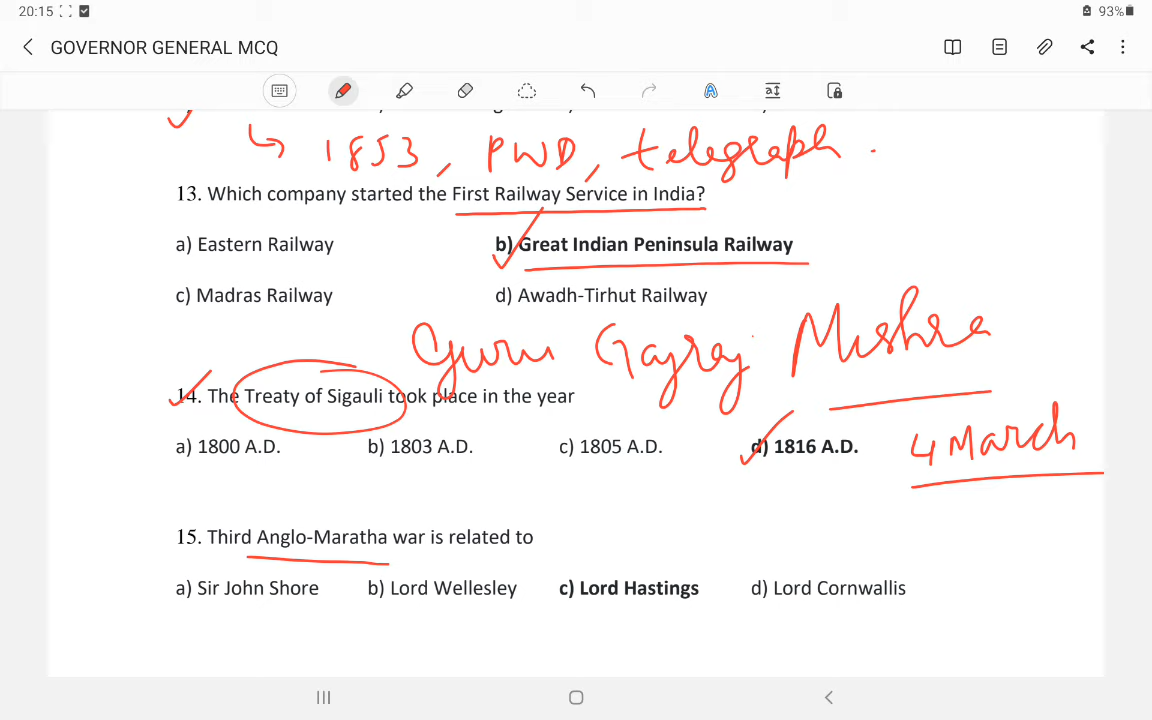 20:15 93%
GOVERNOR GENERAL MCQ
1853, PWD, telegraph.
13. Which company started the First Railway Service in India?
a) Eastern Railway b) Great Indian Peninsula Railway
c) Madras Railway d) Awadh-Tirhut Railway
Guru Gajraj Mishra
14. The Treaty of Sigauli took place in the year
a) 1800 A.D. b) 1803 A.D. c) 1805 A.D. d) 1816 A.D.
4 March
15. Third Anglo-Maratha war is related to
a) Sir John Shore b) Lord Wellesley c) Lord Hastings d) Lord Cornwallis